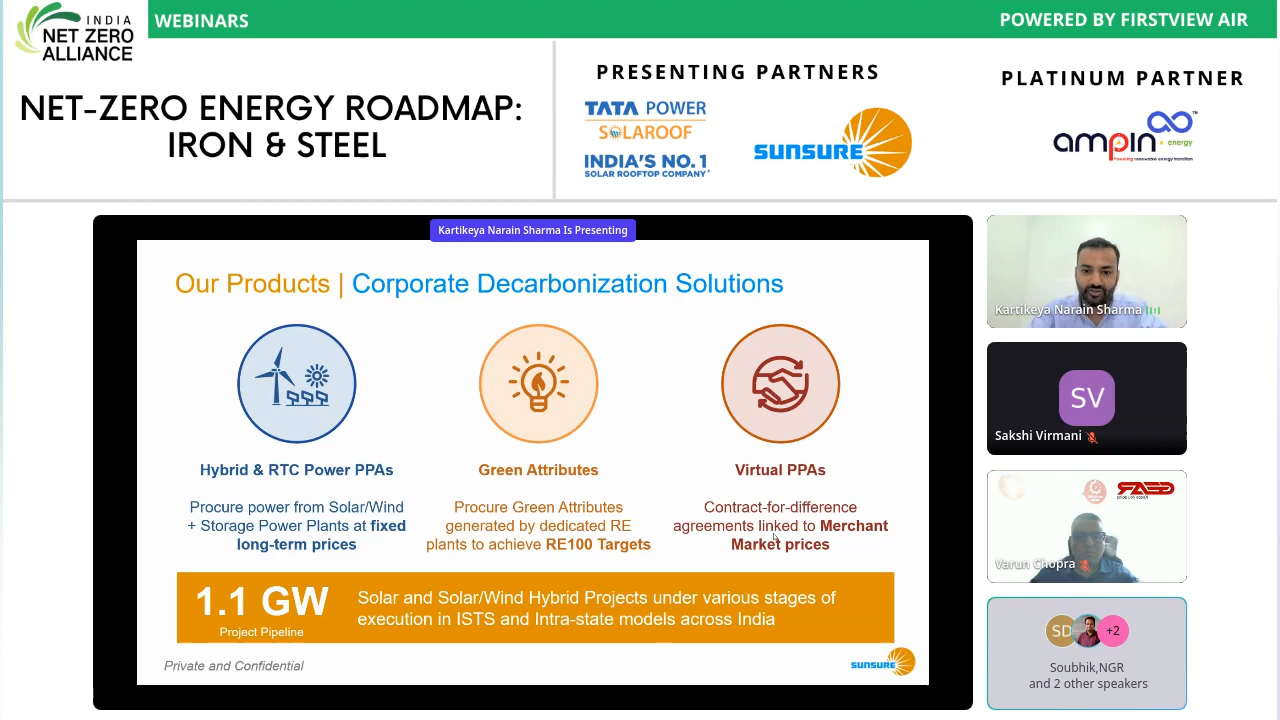 INDIA
NET ZERO
ALLIANCE
WEBINARS
POWERED BY FIRSTVIEW AIR
NET-ZERO ENERGY ROADMAP:
IRON & STEEL
PRESENTING PARTNERS
TATA POWER
SOLAROOF
INDIA'S NO.1
SOLAR ROOFTOP COMPANY*
SUNSURE
PLATINUM PARTNER
ampin™
energy
Powering renewable energy transition
Kartikeya Narain Sharma Is Presenting
Our Products | Corporate Decarbonization Solutions
Hybrid & RTC Power PPAs
Procure power from Solar/Wind
+ Storage Power Plants at fixed
long-term prices
Green Attributes
Procure Green Attributes
generated by dedicated RE
plants to achieve RE100 Targets
Virtual PPAs
Contract-for-difference
agreements linked to Merchant
Market prices
1.1 GW
Project Pipeline
Solar and Solar/Wind Hybrid Projects under various stages of
execution in ISTS and Intra-state models across India
Private and Confidential
SUNSURE
Kartikeya Narain Sharma
SV
Sakshi Virmani
Varun Chopra
SD
+2
Soubhik,NGR
and 2 other speakers